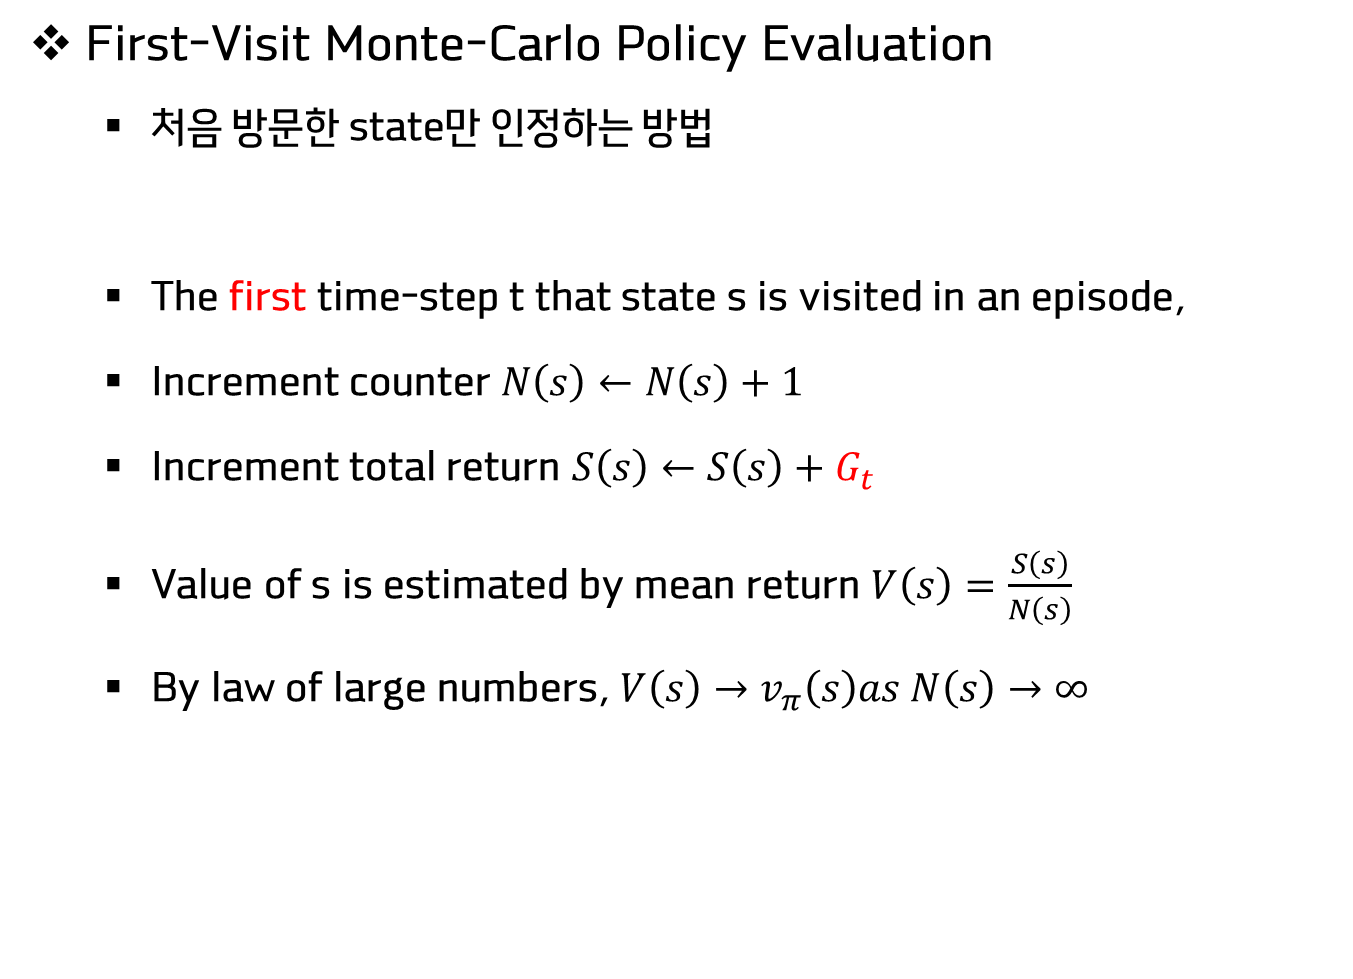 ❖ First-Visit Monte-Carlo Policy Evaluation
▪ 처음 방문한 state만 인정하는 방법
▪ The first time-step t that state s is visited in an episode,
▪ Increment counter N(s) ← N(s) + 1
▪ Increment total return S(s) ← S(s) + G_t
▪ Value of s is estimated by mean return V(s) = S(s)/N(s)
▪ By law of large numbers, V(s) → v_π(s)as N(s) → ∞